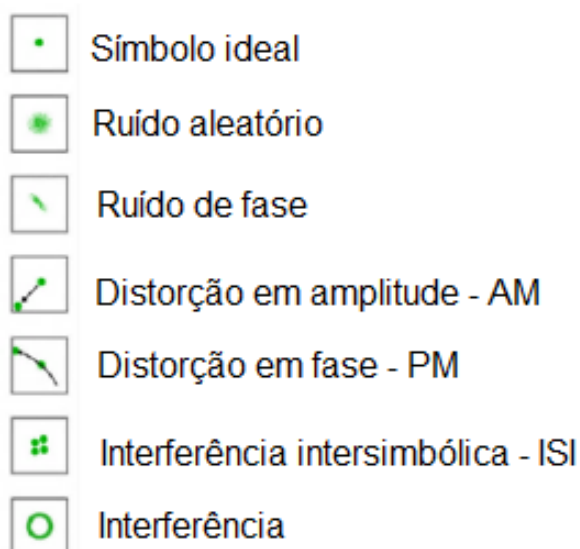 Símbolo ideal
Ruído aleatório
Ruído de fase
Distorção em amplitude - AM
Distorção em fase - PM
Interferência intersimbólica - ISI
Interferência